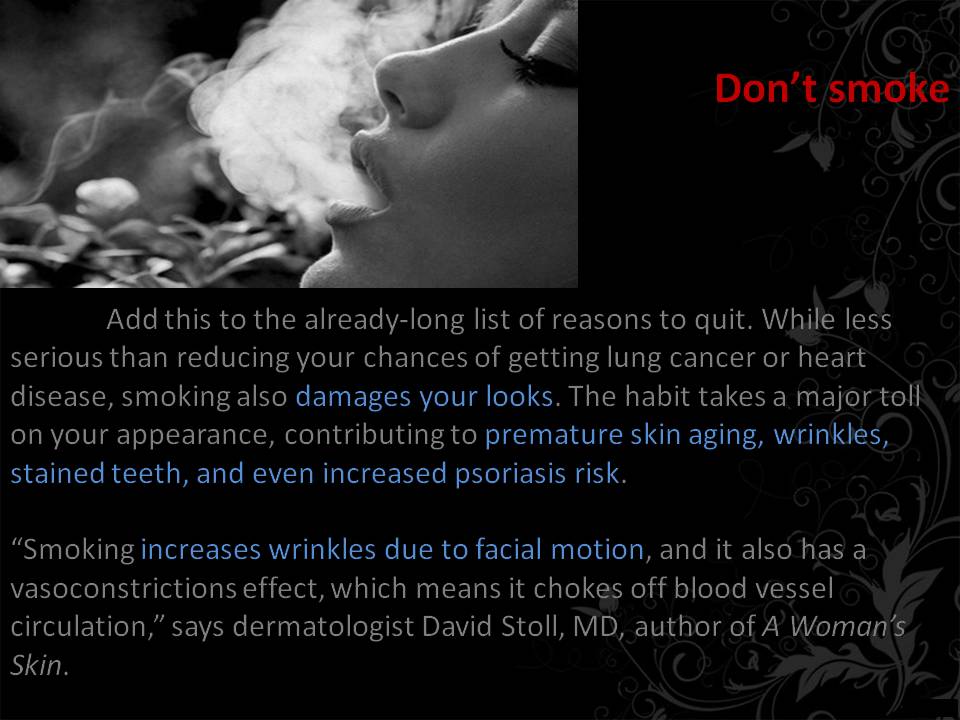 Don’t smoke
Add this to the already-long list of reasons to quit. While less
serious than reducing your chances of getting lung cancer or heart
disease, smoking also damages your looks. The habit takes a major toll
on your appearance, contributing to premature skin aging, wrinkles,
stained teeth, and even increased psoriasis risk.
“Smoking increases wrinkles due to facial motion, and it also has a
vasoconstrictions effect, which means it chokes off blood vessel
circulation,” says dermatologist David Stoll, MD, author of A Woman’s
Skin.